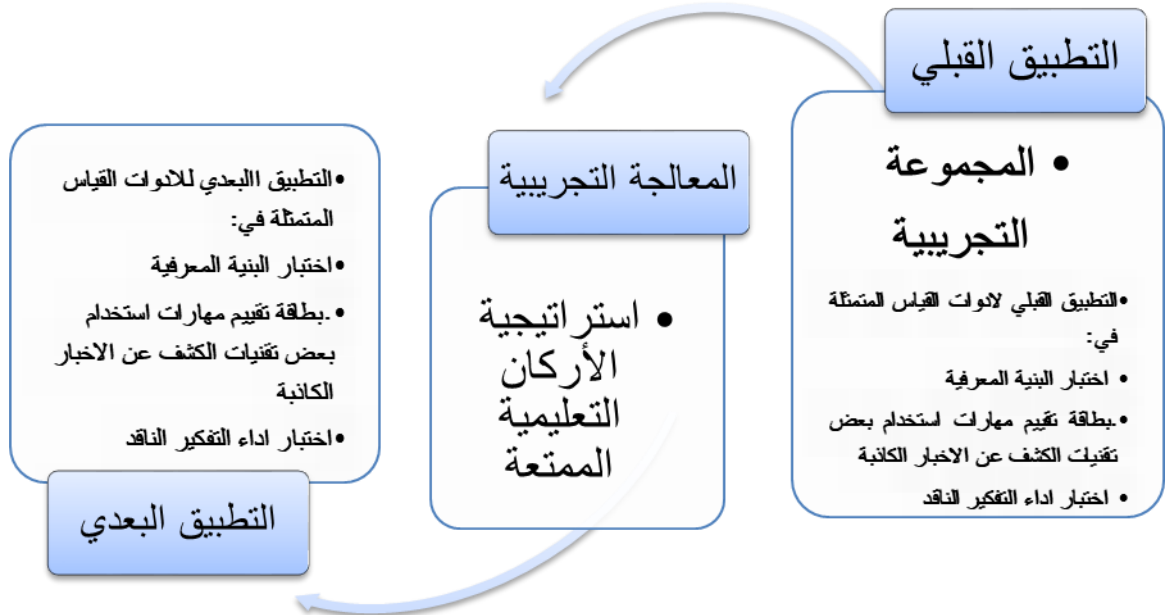 التطبيق القبلي
• المجموعة
التجريبية
•التطبيق القبلي لادوات القياس المتمثلة
في:
• اختبار البنية المعرفية
•.بطاقة تقييم مهارات استخدام بعض
تقنيات الكشف عن الاخبار الكاذبة
• اختبار اداء التفكير الناقد
المعالجة التجريبية
• استراتيجية
الأركان
التعليمية
الممتعة
•التطبيق االبعدي للادوات القياس
المتمثلة في:
•اختبار البنية المعرفية
•.بطاقة تقييم مهارات استخدام
بعض تقنيات الكشف عن الاخبار
الكاذبة
•اختبار اداء التفكير الناقد
التطبيق البعدي